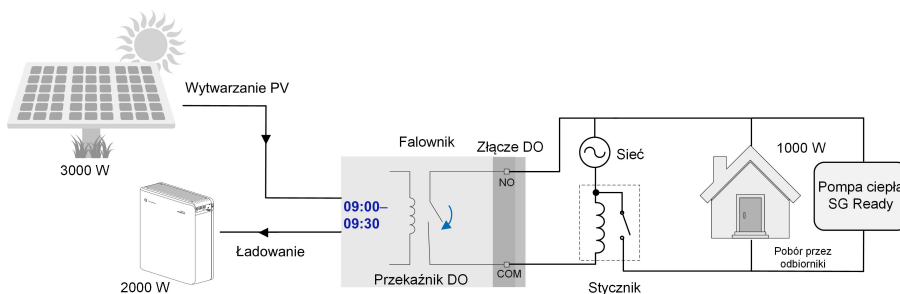 Wytwarzanie PV
3000 W
2000 W
Ładowanie
Falownik
09:00–
09:30
Przekaźnik DO
Złącze DO
NO
COM
Sieć
Stycznik
1000 W
Pobór przez
odbiorniki
Pompa ciepła
SG Ready